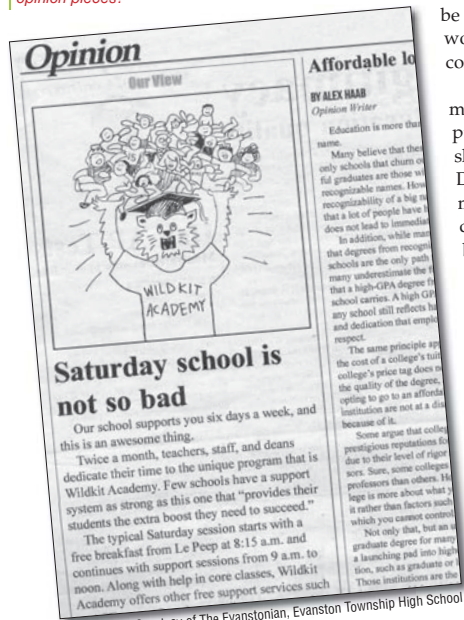 opinion pieces?
Opinion
Our View
WILDKIT
ACADEMY
Saturday school is
not so bad
Our school supports you six days a week, and
this is an awesome thing.
Twice a month, teachers, staff, and deans
dedicate their time to the unique program that is
Wildkit Academy. Few schools have a support
system as strong as this one that "provides their
students the extra boost they need to succeed."
The typical Saturday session starts with a
free breakfast from Le Peep at 8:15 a.m. and
continues with support sessions from 9 a.m. to
noon. Along with help in core classes, Wildkit
Academy offers other free support services such
Affordable lo
BY ALEX HAAB
Opinion Writer
Education is more than
name.
Many believe that thes
only schools that churn o
ful graduates are those w
recognizable names. How
recognizability of a big n
that a lot of people have h
does not lead to immedia
In addition, while man
that degrees from recogni
schools are the only path
many underestimate the
that a high-GPA degree f
school carries. A high GP
any school still reflects ha
and dedication that emplo
respect.
The same principle ap
the cost of a college's tuit
college's price tag does n
the quality of the degree,
opting to go to an afforda
institution are not at a dis
because of it.
Some argue that colleg
prestigious reputations fo
due to their level of rigor
sors. Sure, some colleges
professors than others. H
lege is more about what y
it rather than factors such
which you cannot control
Not only that, but an u
graduate degree for many
a launching pad into high
tion, such as graduate or l
Those institutions are the
of The Evanstonian, Evanston Township High School
be
wo
co